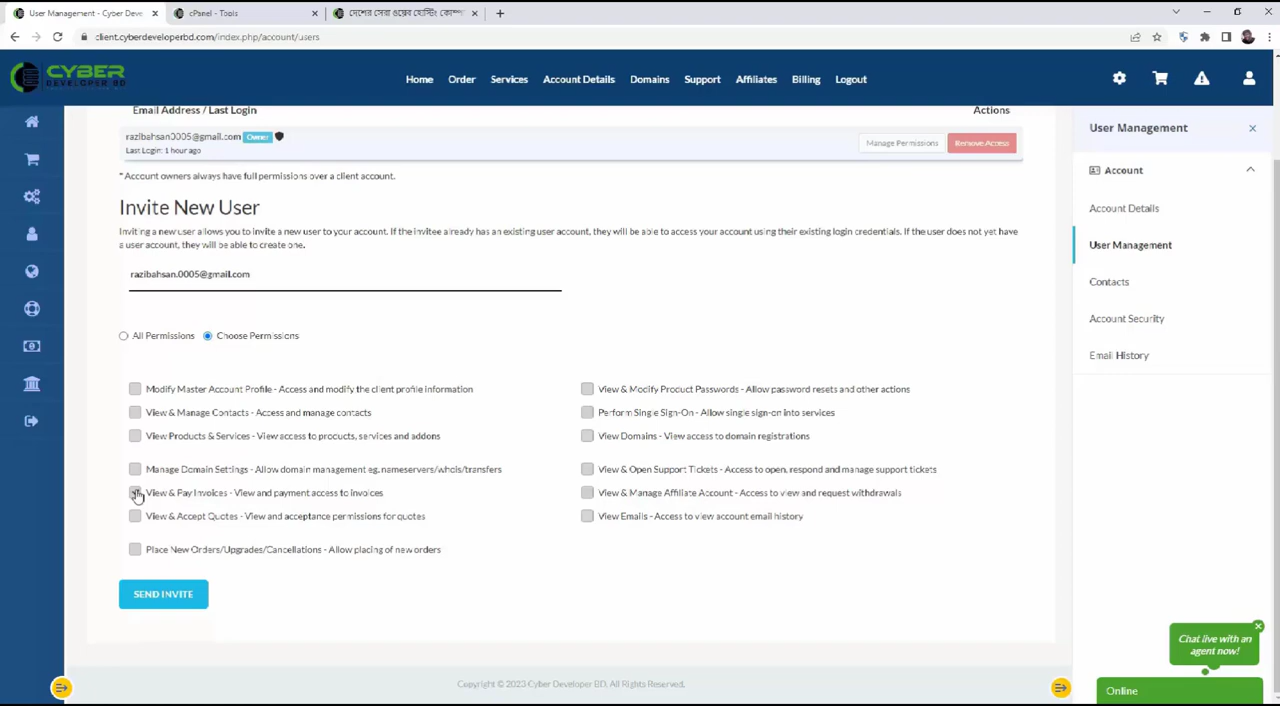 User Management - Cyber Deve
cPanel - Tools
দেশের সেরা ওয়েব হোস্টিং কোম্প
client.cyberdeveloperbd.com/index.php/account/users
CYBER
DEVELOPER BD
Home
Order
Services
Account Details
Domains
Support
Affiliates
Billing
Logout
Email Address / Last Login
Actions
razibahsan0005@gmail.com Owner
Last Login: 1 hour ago
Manage Permissions
Remove Access
* Account owners always have full permissions over a client account.
Invite New User
Inviting a new user allows you to invite a new user to your account. If the invitee already has an existing user account, they will be able to access your account using their existing login credentials. If the user does not yet have
a user account, they will be able to create one.
razibahsan.0005@gmail.com
All Permissions
Choose Permissions
Modify Master Account Profile - Access and modify the client profile information
View & Modify Product Passwords - Allow password resets and other actions
View & Manage Contacts - Access and manage contacts
Perform Single Sign-On - Allow single sign-on into services
View Products & Services - View access to products, services and addons
View Domains - View access to domain registrations
Manage Domain Settings - Allow domain management eg. nameservers/whois/transfers
View & Open Support Tickets - Access to open, respond and manage support tickets
View & Pay Invoices - View and payment access to invoices
View & Manage Affiliate Account - Access to view and request withdrawals
View & Accept Quotes - View and acceptance permissions for quotes
View Emails - Access to view account email history
Place New Orders/Upgrades/Cancellations - Allow placing of new orders
SEND INVITE
User Management
Account
Account Details
User Management
Contacts
Account Security
Email History
Chat live with an
agent now!
Online
Copyright © 2023 Cyber Developer BD. All Rights Reserved.